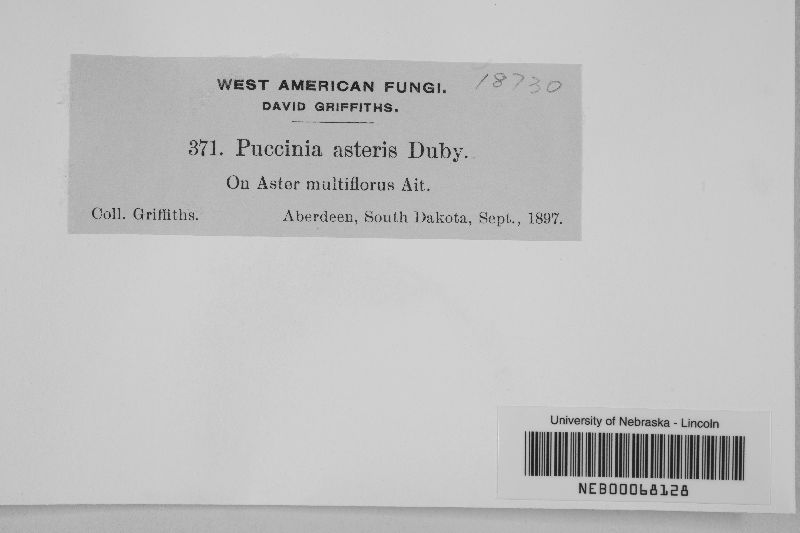 WEST AMERICAN FUNGI. 18730
DAVID GRIFFITHS.
371. Puccinia asteris Duby.
On Aster multiflorus Ait.
Coll. Griffiths. Aberdeen, South Dakota, Sept., 1897.
University of Nebraska - Lincoln
NEB00068128